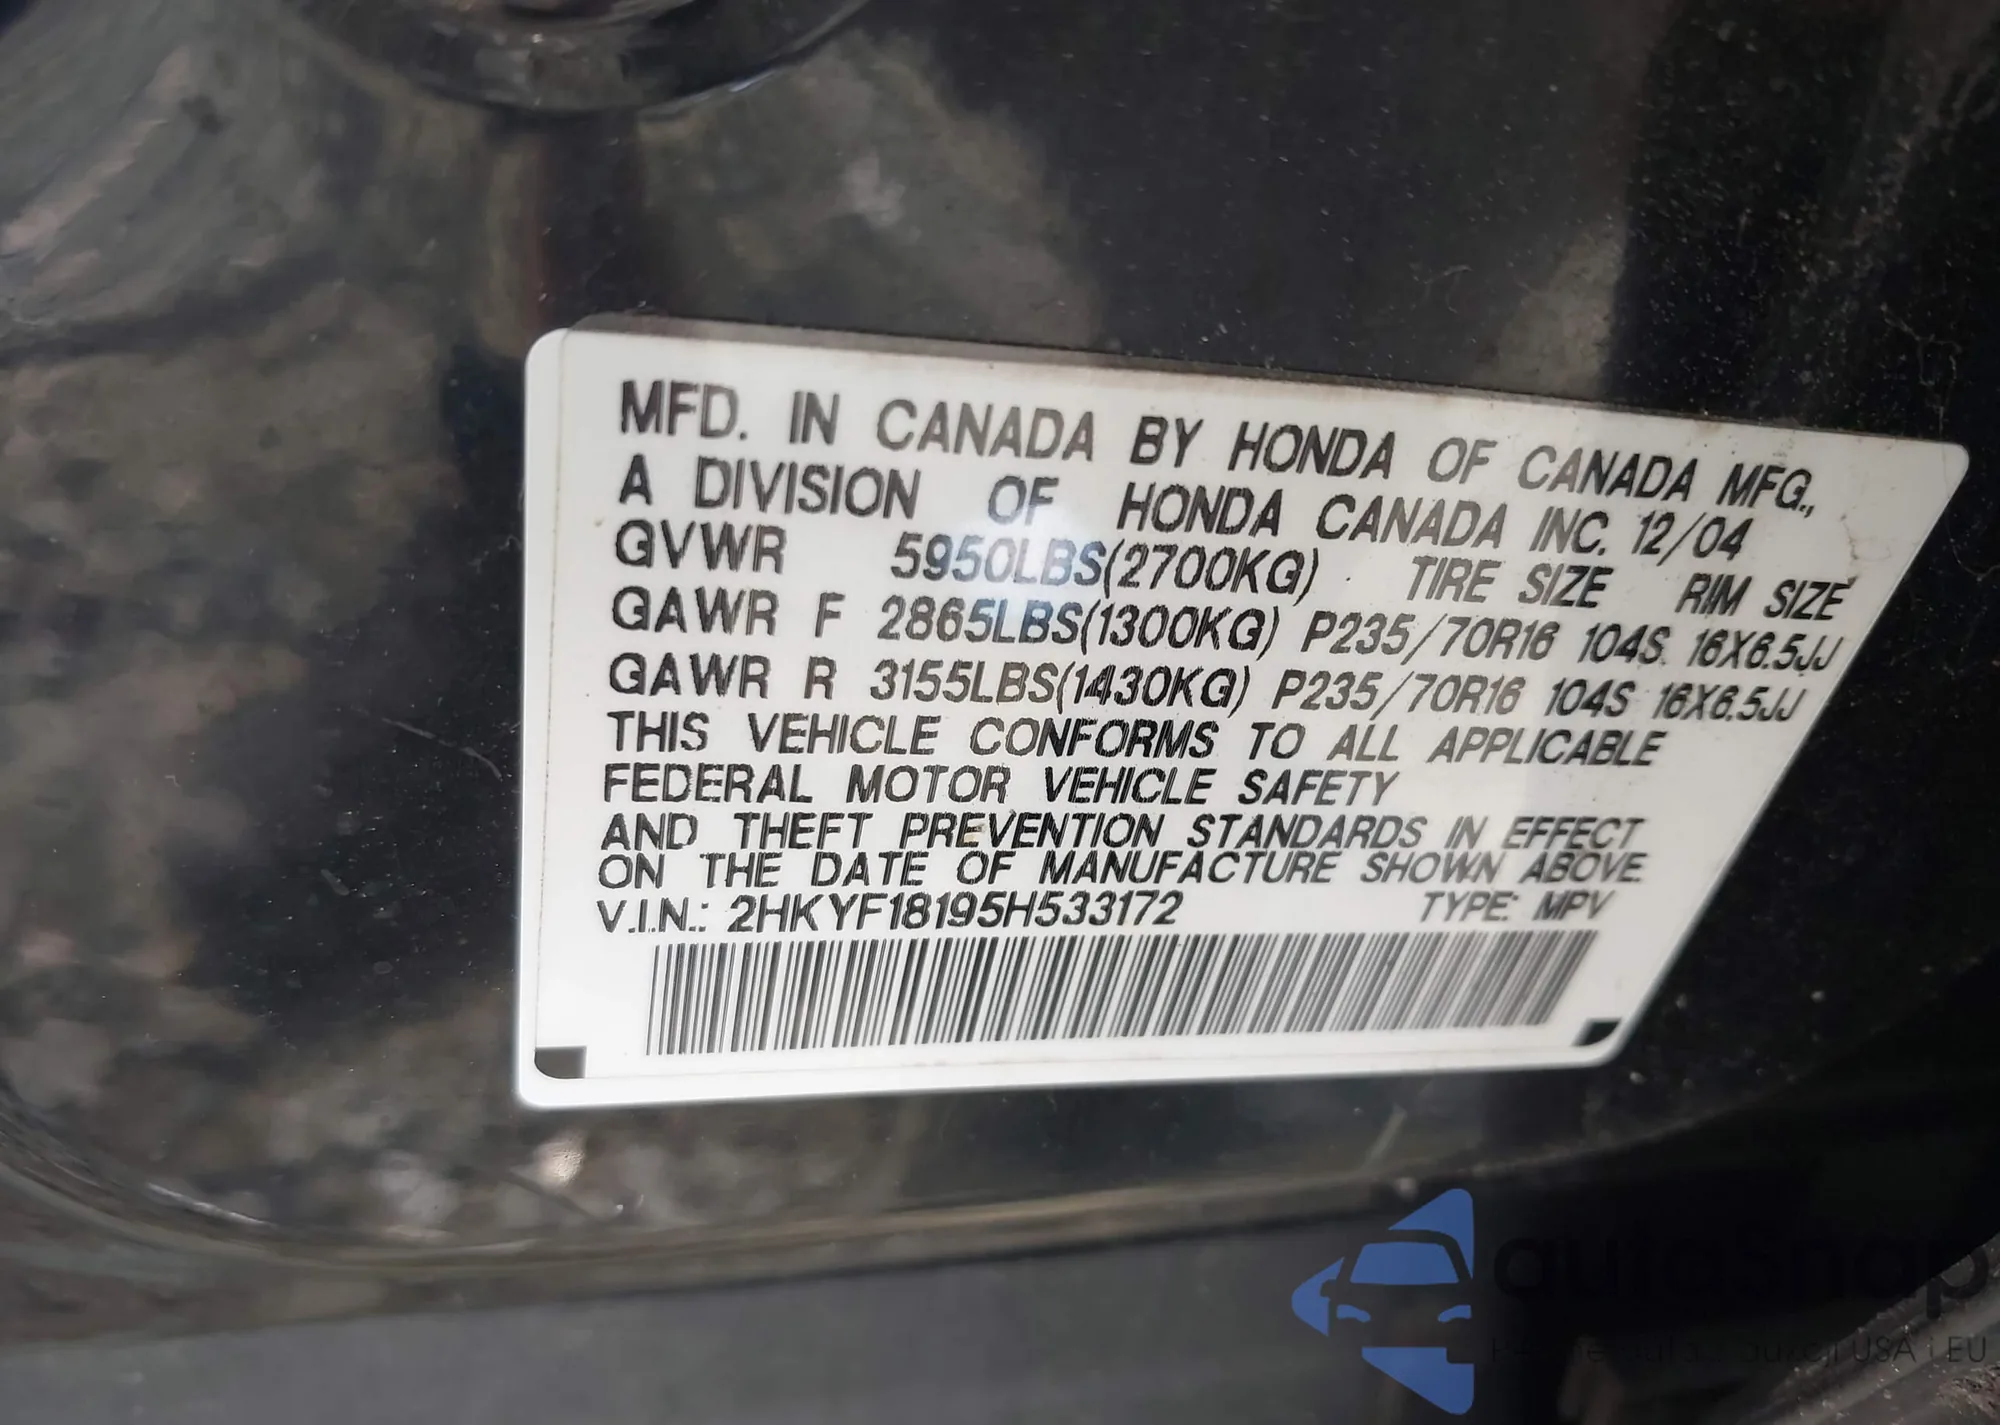 MFD. IN CANADA BY HONDA OF CANADA MFG.,
A DIVISION OF HONDA CANADA INC. 12/04
GVWR 5950LBS(2700KG) TIRE SIZE RIM SIZE
GAWR F 2865LBS(1300KG) P235/70R16 104S 16X6.5JJ
GAWR R 3155LBS(1430KG) P235/70R16 104S 16X6.5JJ
THIS VEHICLE CONFORMS TO ALL APPLICABLE
FEDERAL MOTOR VEHICLE SAFETY
AND THEFT PREVENTION STANDARDS IN EFFECT
ON THE DATE OF MANUFACTURE SHOWN ABOVE
V.I.N.: 2HKYF18195H533172 TYPE: MPV
autosnap
USA i EU